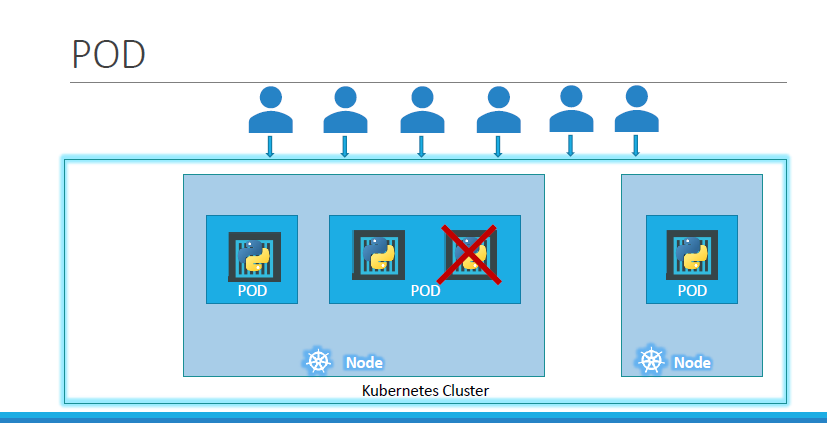 POD
POD
POD
POD
Node
Node
Kubernetes Cluster